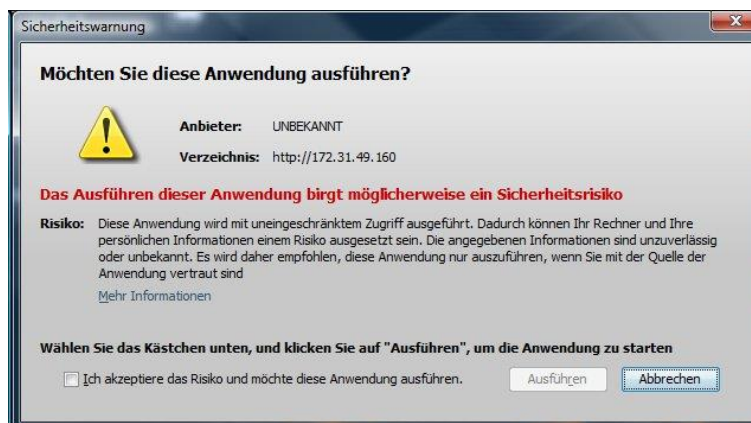 Sicherheitswarnung
Möchten Sie diese Anwendung ausführen?
Anbieter: UNBEKANNT
Verzeichnis: http://172.31.49.160
Das Ausführen dieser Anwendung birgt möglicherweise ein Sicherheitsrisiko
Risiko: Diese Anwendung wird mit uneingeschränktem Zugriff ausgeführt. Dadurch können Ihr Rechner und Ihre
persönlichen Informationen einem Risiko ausgesetzt sein. Die angegebenen Informationen sind unzuverlässig
oder unbekannt. Es wird daher empfohlen, diese Anwendung nur auszuführen, wenn Sie mit der Quelle der
Anwendung vertraut sind
Mehr Informationen
Wählen Sie das Kästchen unten, und klicken Sie auf "Ausführen", um die Anwendung zu starten
Ich akzeptiere das Risiko und möchte diese Anwendung ausführen. Ausführen Abbrechen